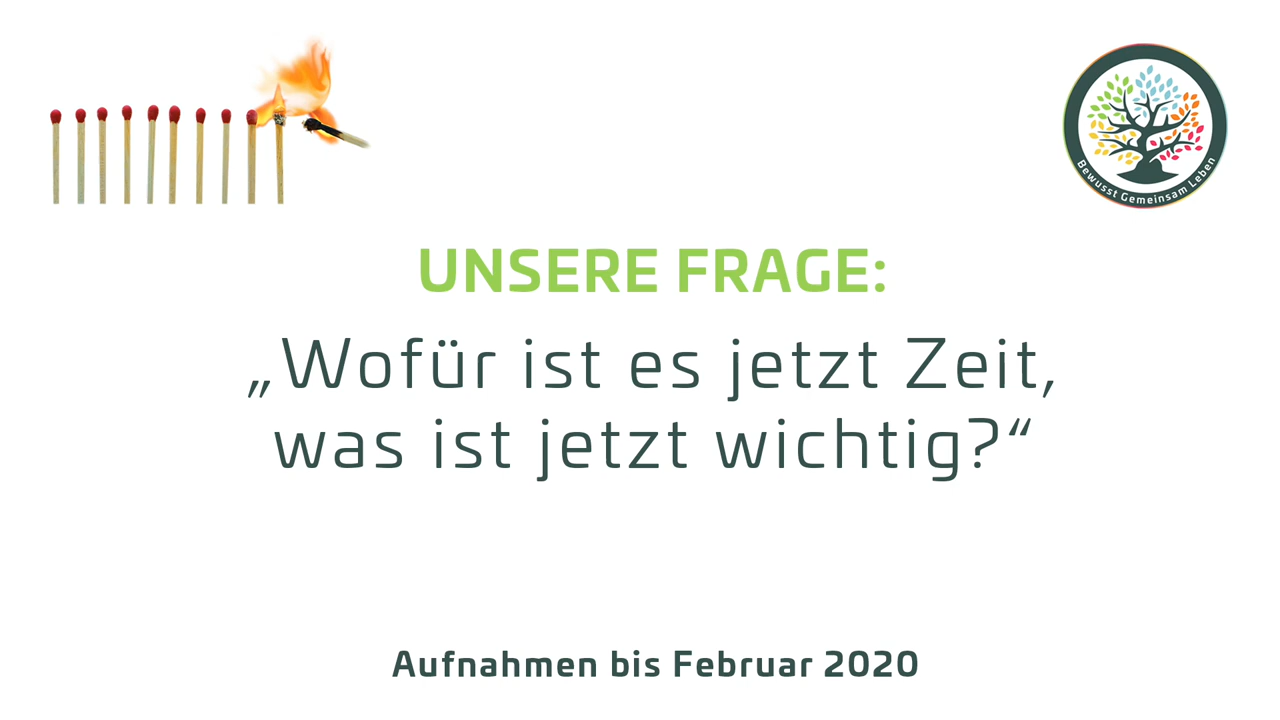 Bewusst Gemeinsam Leben
UNSERE FRAGE:
„Wofür ist es jetzt Zeit,
was ist jetzt wichtig?“
Aufnahmen bis Februar 2020